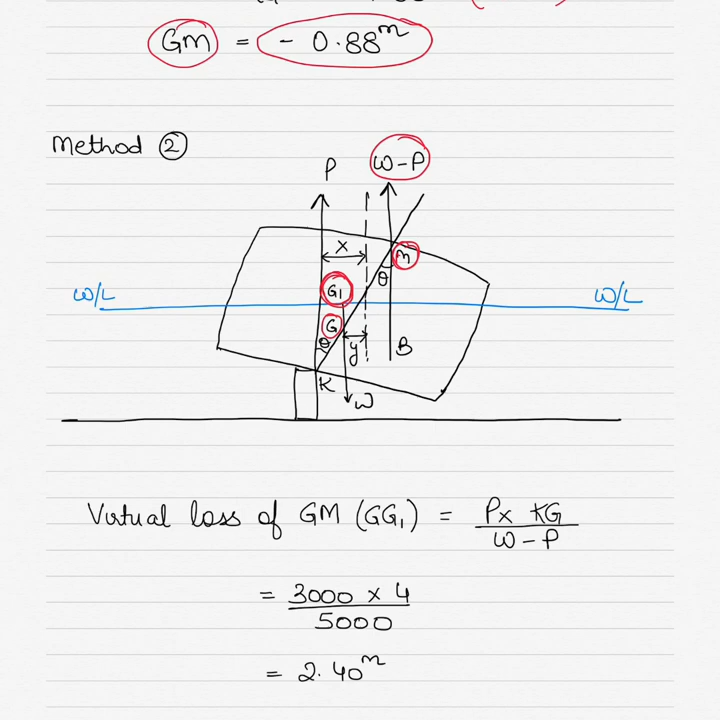 GM = - 0.88m
Method ②
P W-P
x M
θ
W/L G1 W/L
G
θ y B
K
W
Virtual loss of GM (GG1) = P x KG / W - P
= 3000 x 4 / 5000
= 2.40m